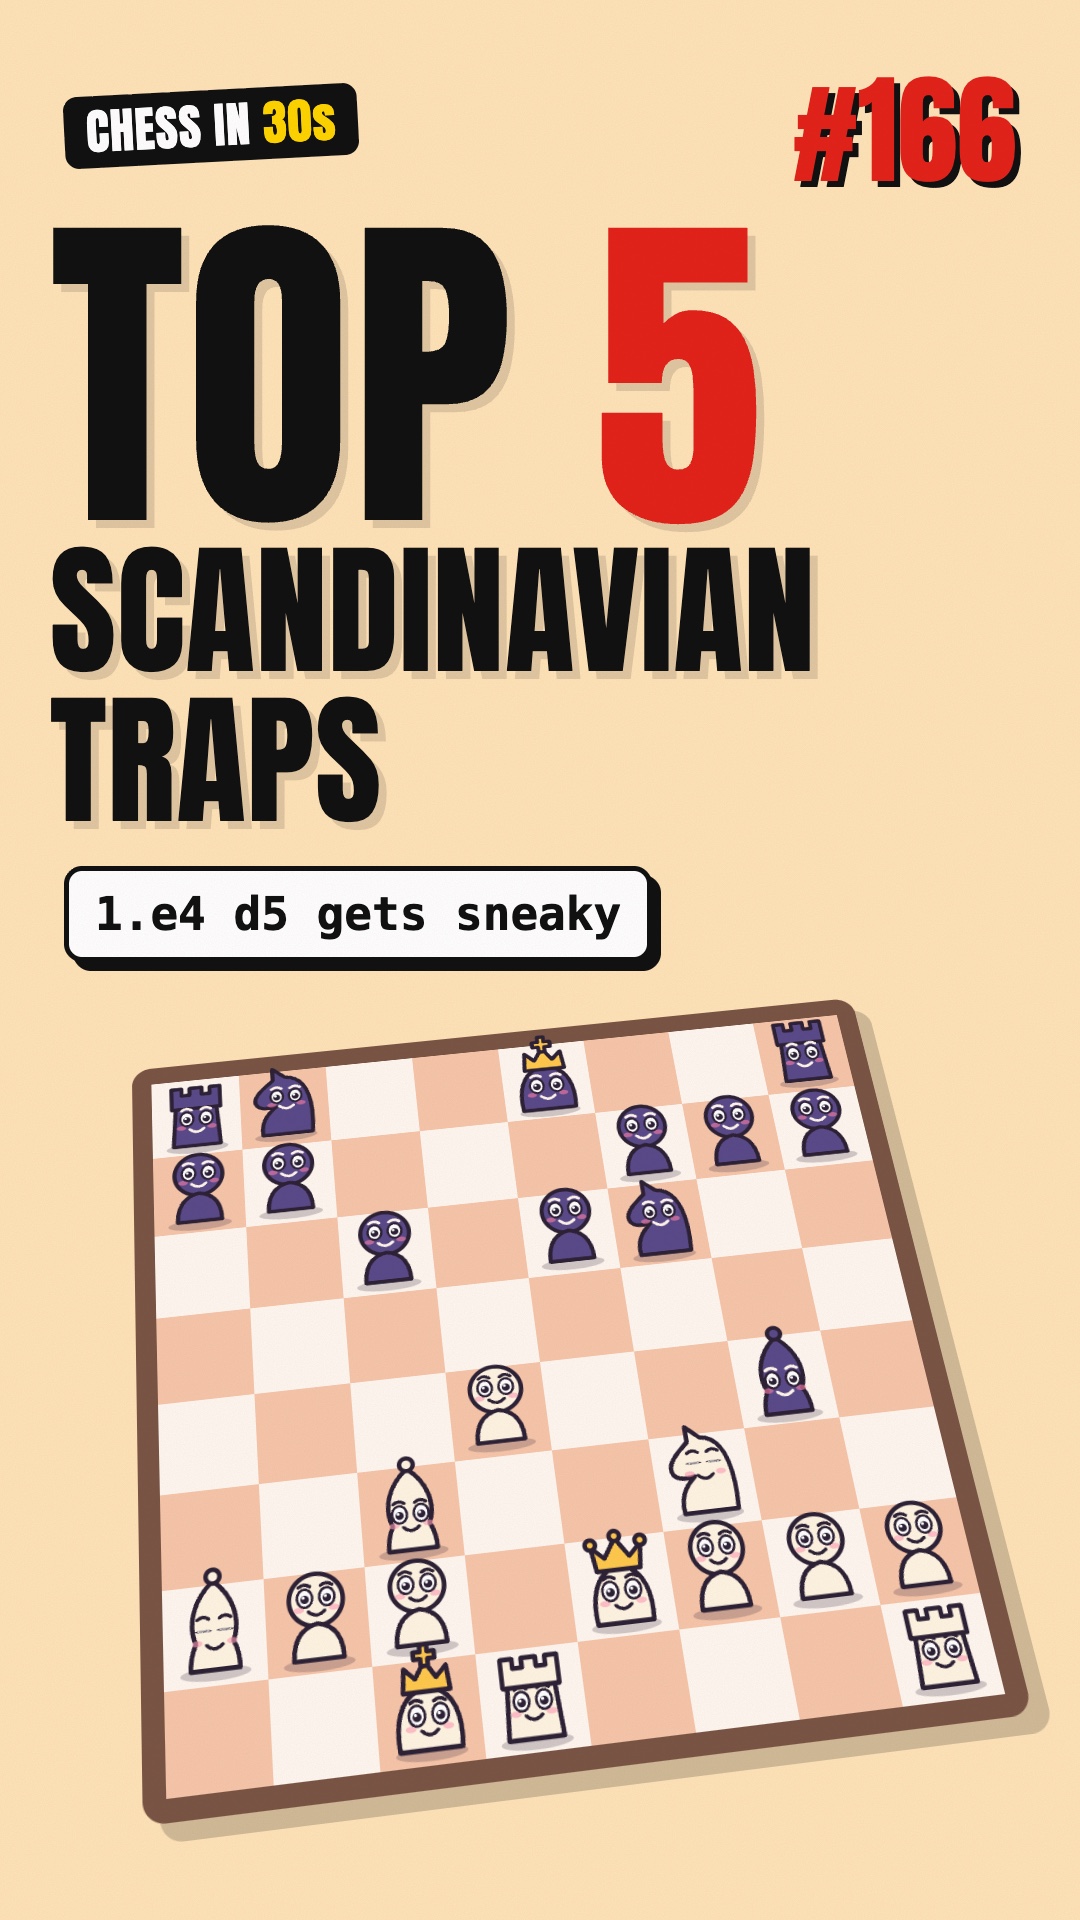 CHESS IN 30s
#166
TOP 5
SCANDINAVIAN
TRAPS
1.e4 d5 gets sneaky